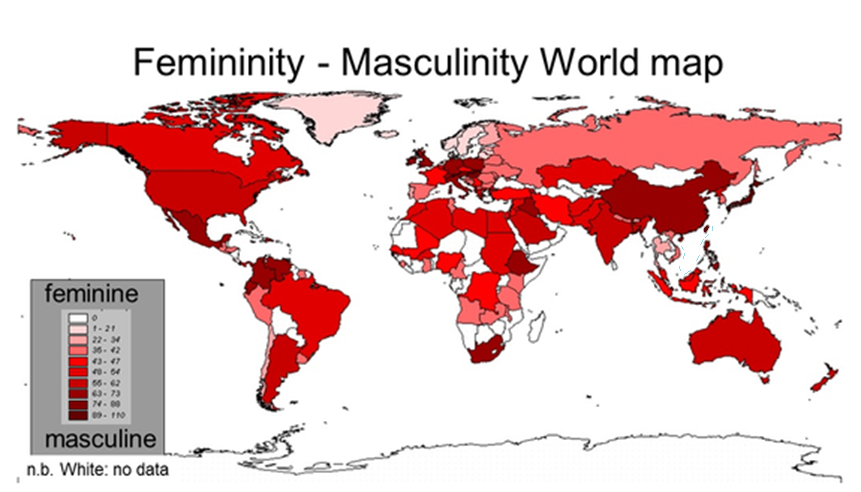 Femininity - Masculinity World map
feminine
0
1 - 21
22 - 34
35 - 42
43 - 47
48 - 54
55 - 62
63 - 73
74 - 88
89 - 110
masculine
n.b. White: no data